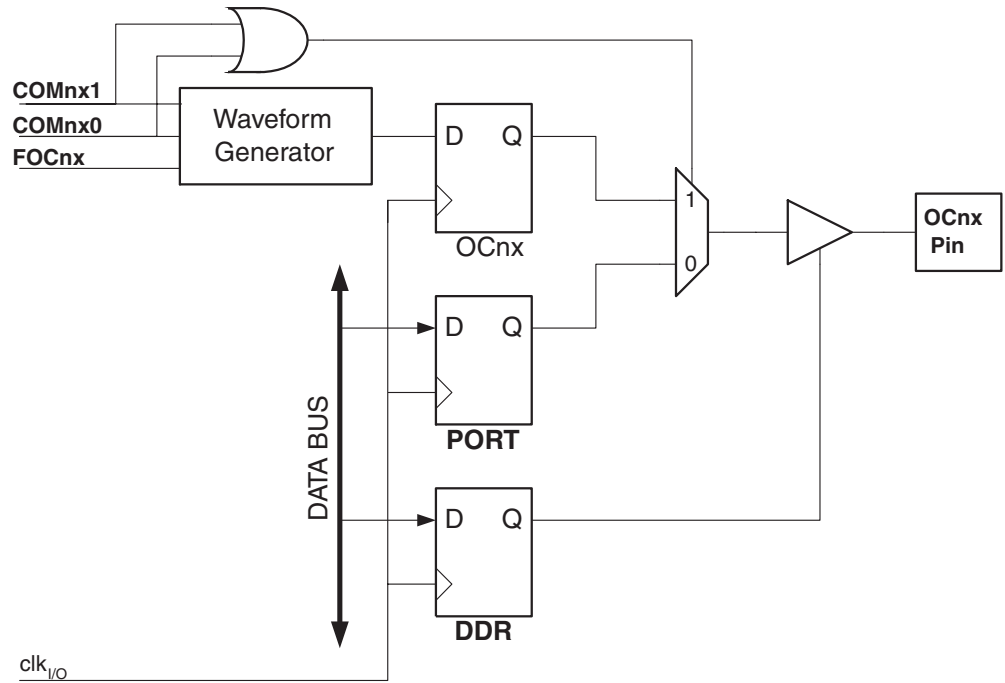 COMnx1
COMnx0
FOCnx
Waveform
Generator
D Q
OCnx
1
0
OCnx
Pin
D Q
PORT
DATA BUS
D Q
DDR
clkI/O